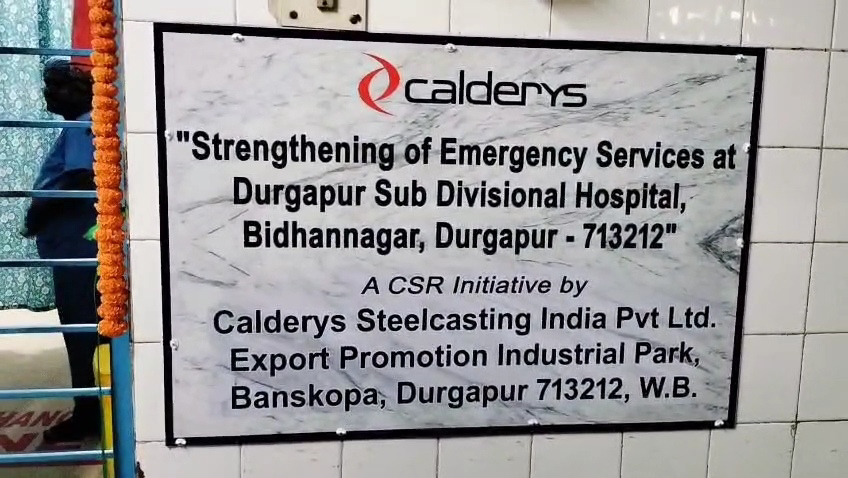 calderys
"Strengthening of Emergency Services at
Durgapur Sub Divisional Hospital,
Bidhannagar, Durgapur - 713212"
A CSR Initiative by
Calderys Steelcasting India Pvt Ltd.
Export Promotion Industrial Park,
Banskopa, Durgapur 713212, W.B.